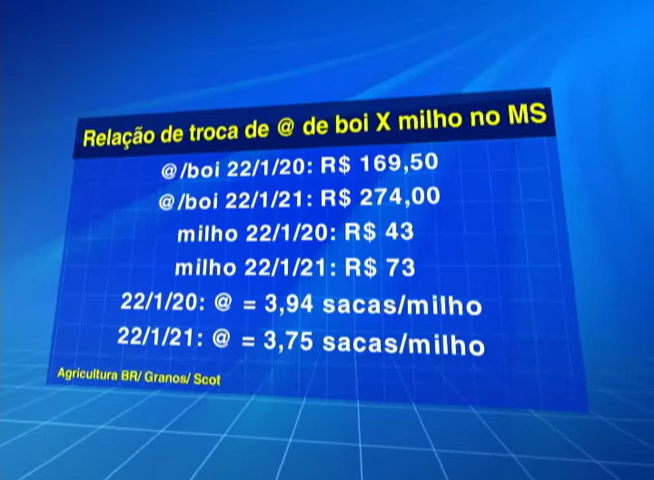 Relação de troca de @ de boi X milho no MS
@/boi 22/1/20: R$ 169,50
@/boi 22/1/21: R$ 274,00
milho 22/1/20: R$ 43
milho 22/1/21: R$ 73
22/1/20: @ = 3,94 sacas/milho
22/1/21: @ = 3,75 sacas/milho
Agricultura BR/ Granos/ Scot